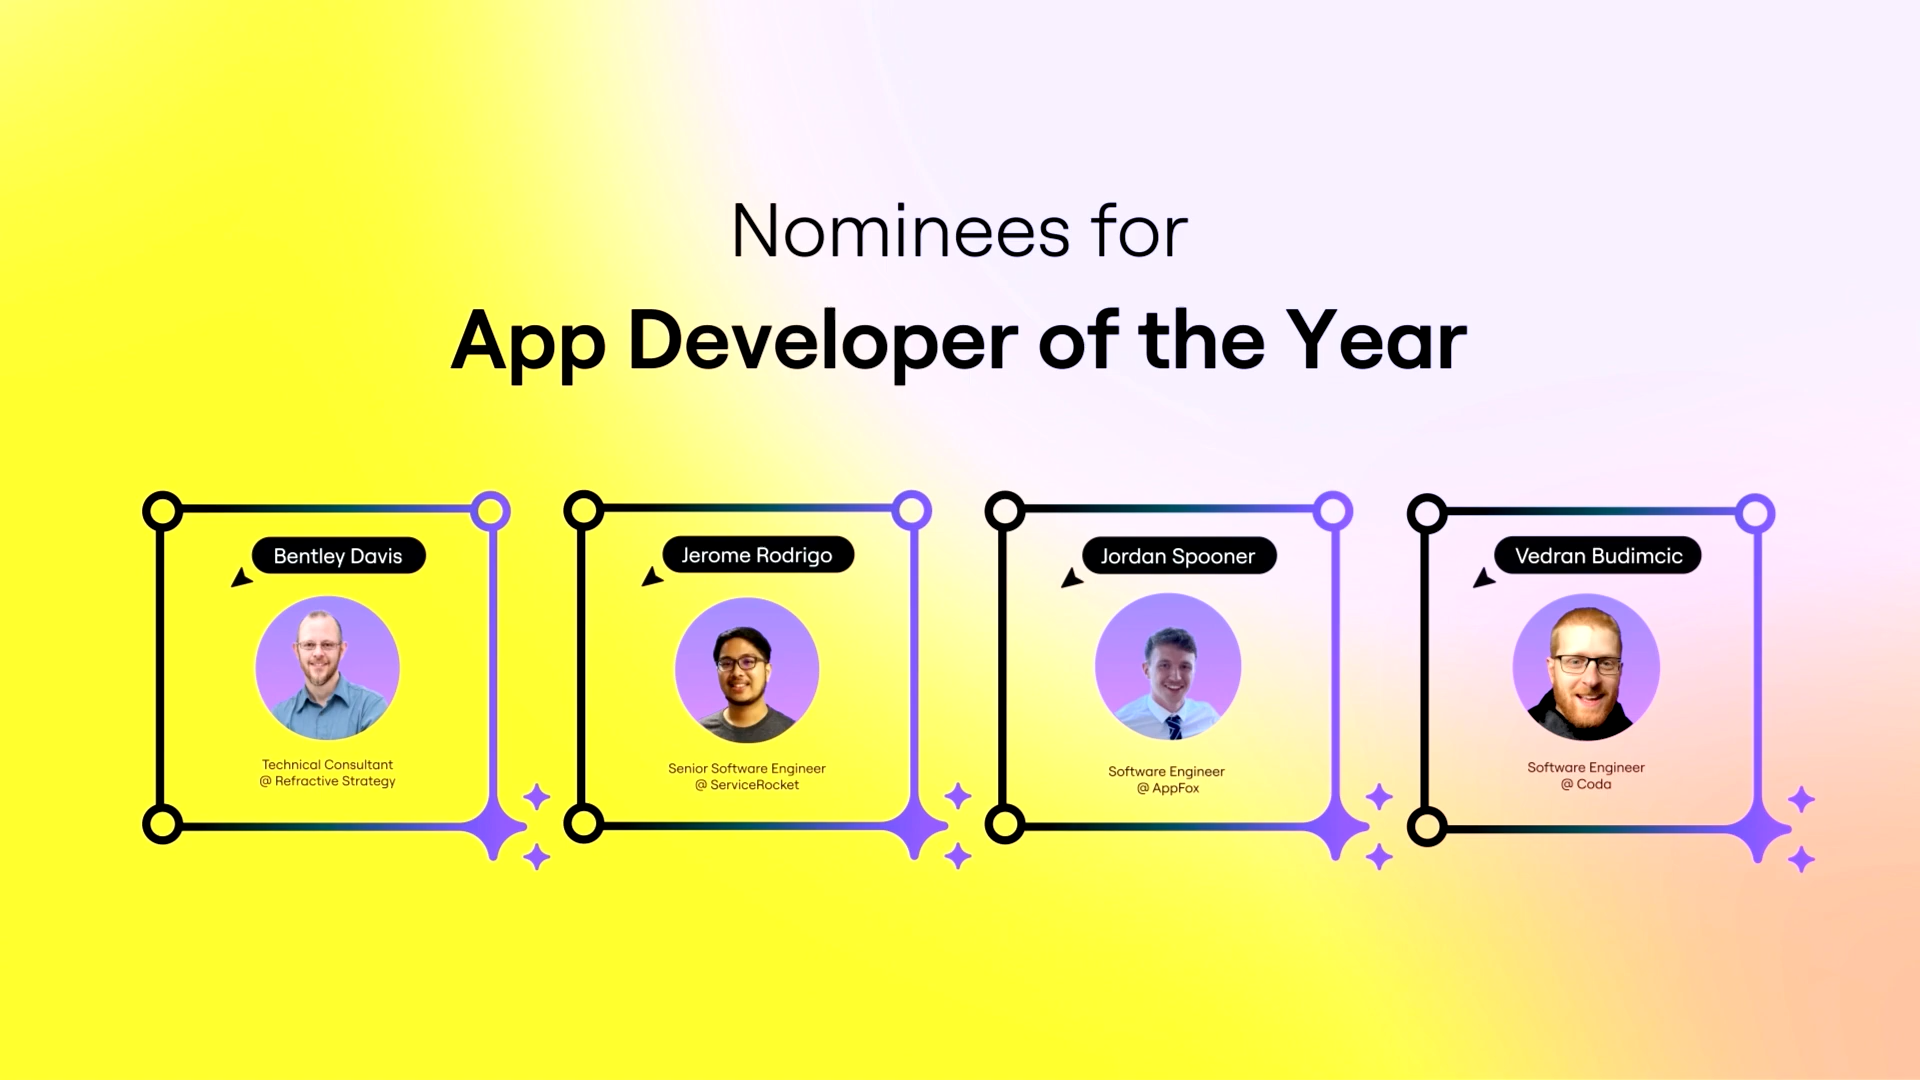 Nominees for
App Developer of the Year
Bentley Davis
Technical Consultant
@ Refractive Strategy
Jerome Rodrigo
Senior Software Engineer
@ ServiceRocket
Jordan Spooner
Software Engineer
@ AppFox
Vedran Budimcic
Software Engineer
@ Coda